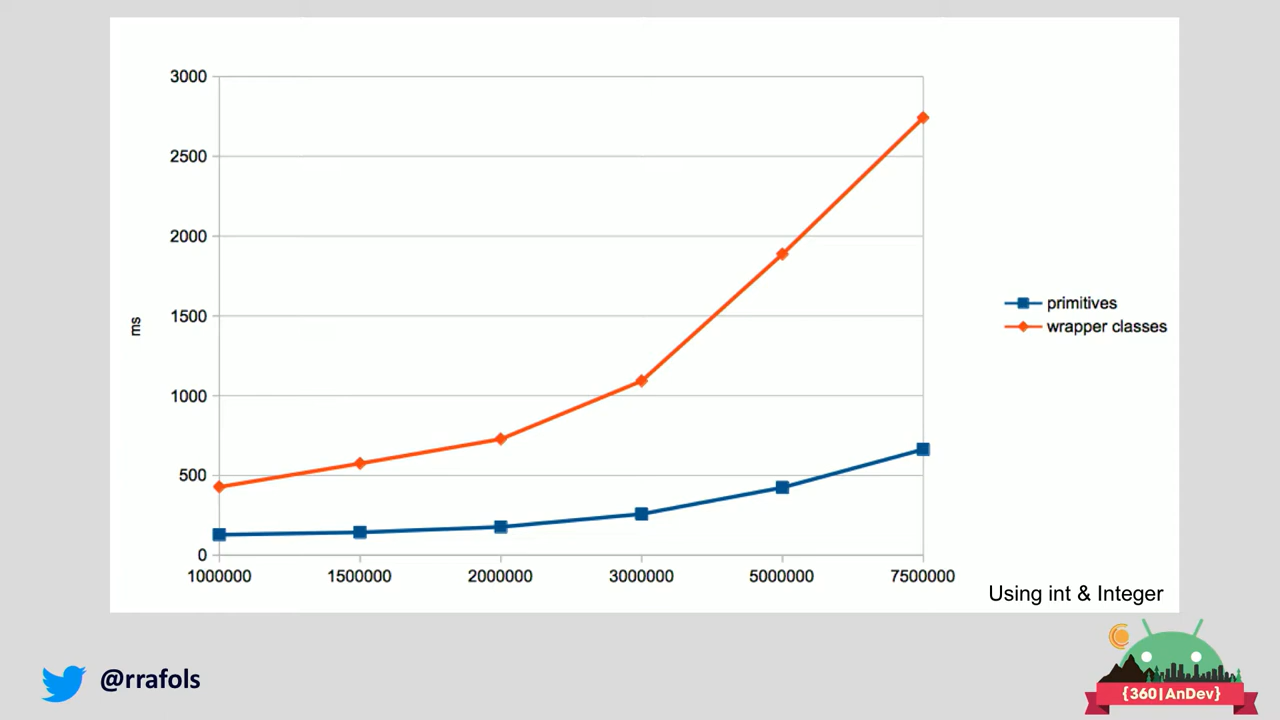 3000
2500
2000
1500
1000
500
0
ms
1000000 1500000 2000000 3000000 5000000 7500000
primitives
wrapper classes
Using int & Integer
@rrafols
{360|AnDev}